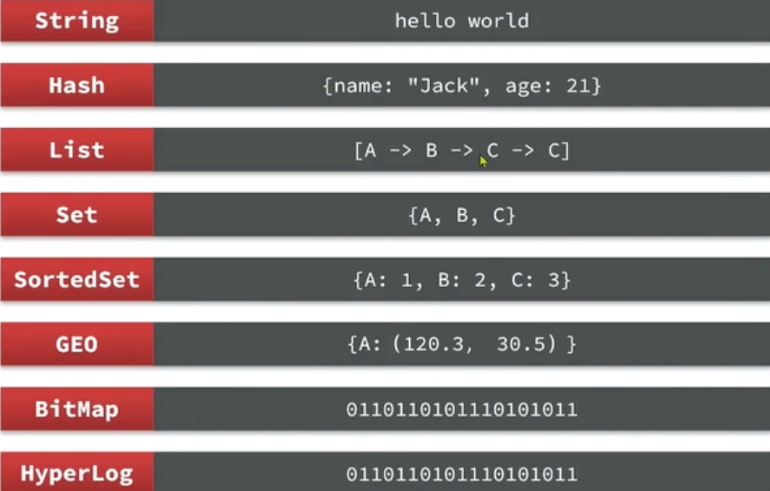 String hello world
Hash {name: "Jack", age: 21}
List [A -> B -> C -> C]
Set {A, B, C}
SortedSet {A: 1, B: 2, C: 3}
GEO {A: (120.3, 30.5) }
BitMap 0110110101110101011
HyperLog 0110110101110101011